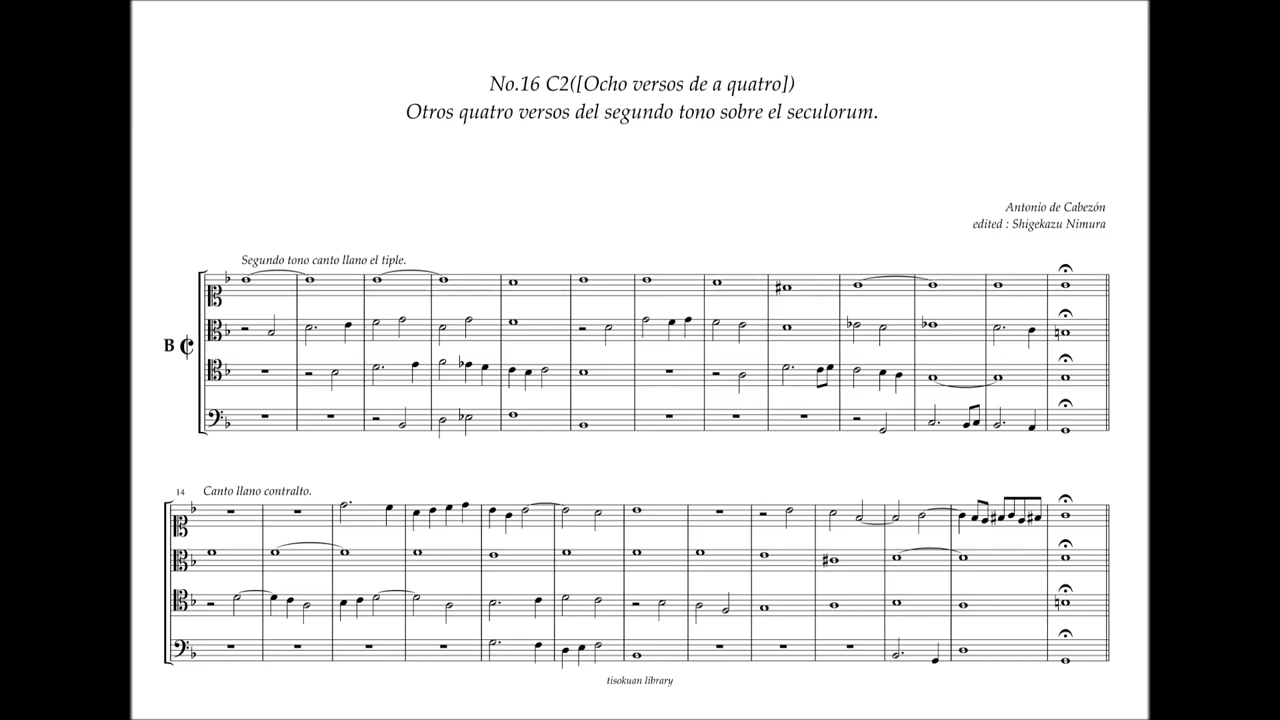 No.16 C2([Ocho versos de a quatro])
Otros quatro versos del segundo tono sobre el seculorum.
Antonio de Cabezón
edited : Shigekazu Nimura
Segundo tono canto llano el tiple.
B
14
Canto llano contralto.
tisokuan library